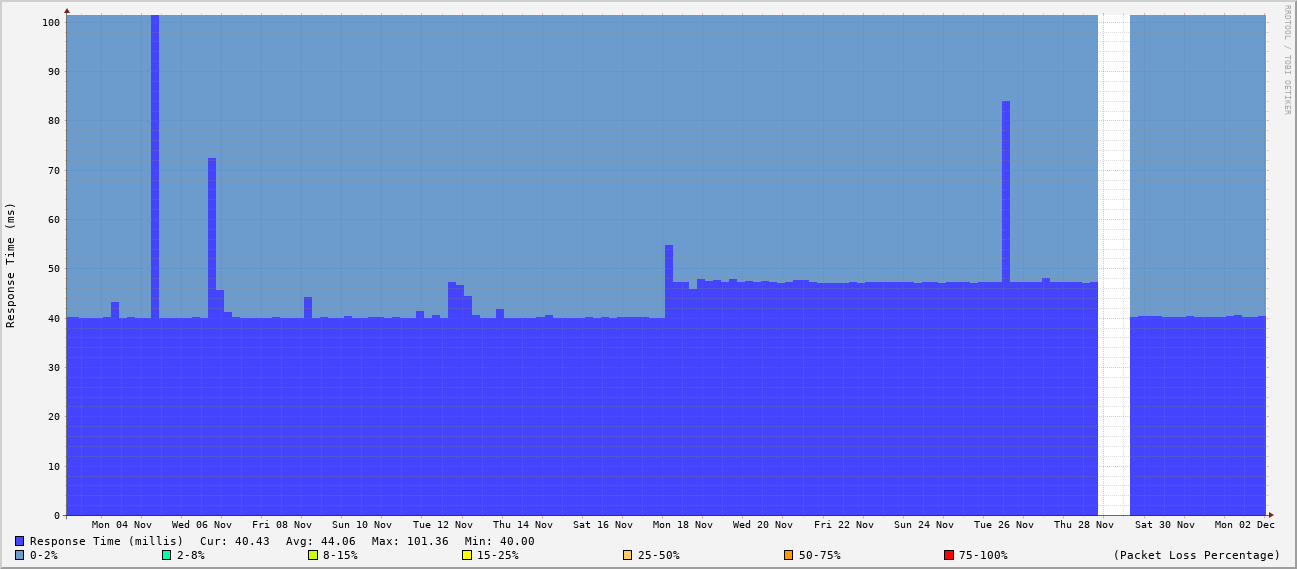 RRDTOOL / TOBI OETIKER
Response Time (ms)
100
90
80
70
60
50
40
30
20
10
0
Mon 04 Nov Wed 06 Nov Fri 08 Nov Sun 10 Nov Tue 12 Nov Thu 14 Nov Sat 16 Nov Mon 18 Nov Wed 20 Nov Fri 22 Nov Sun 24 Nov Tue 26 Nov Thu 28 Nov Sat 30 Nov Mon 02 Dec
Response Time (millis) Cur: 40.43 Avg: 44.06 Max: 101.36 Min: 40.00
0-2% 2-8% 8-15% 15-25% 25-50% 50-75% 75-100% (Packet Loss Percentage)